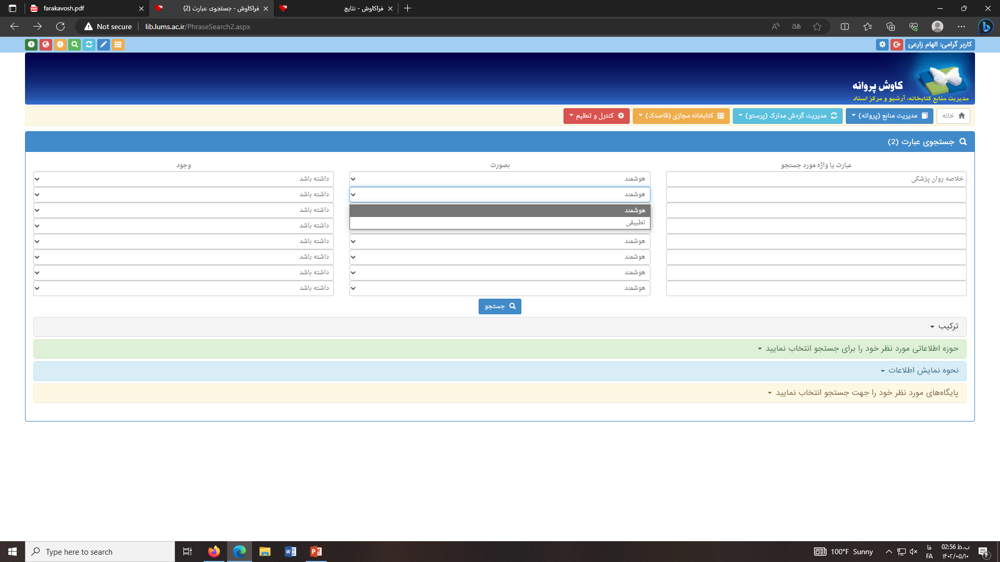 farakavosh.pdf
فراکاوش - جستجوی عبارت (2)
فراکاوش - نتایج
Not secure
lib.lums.ac.ir/PhraseSearch2.aspx
کاربر گرامی: الهام زارعی
کاوش پروانه
مدیریت منابع کتابخانه، آرشیو و مرکز اسناد
خانه
مدیریت منابع (پروانه)
مدیریت گردش مدارک (پرستو)
کتابخانه مجازی (قاصدک)
کنترل و تنظیم
جستجوی عبارت (2)
عبارت یا واژه مورد جستجو بصورت وجود
خلاصه روان پزشکی هوشمند داشته باشد
هوشمند داشته باشد
هوشمند داشته باشد
تطبیقی داشته باشد
هوشمند داشته باشد
هوشمند داشته باشد
هوشمند داشته باشد
هوشمند داشته باشد
جستجو
ترکیب
حوزه اطلاعاتی مورد نظر خود را برای جستجو انتخاب نمایید
نحوه نمایش اطلاعات
پایگاه‌های مورد نظر خود را جهت جستجو انتخاب نمایید
Type here to search
100°F Sunny
فا
FA
02:56 ب.ظ
۱۴۰۲/۰۵/۱۰